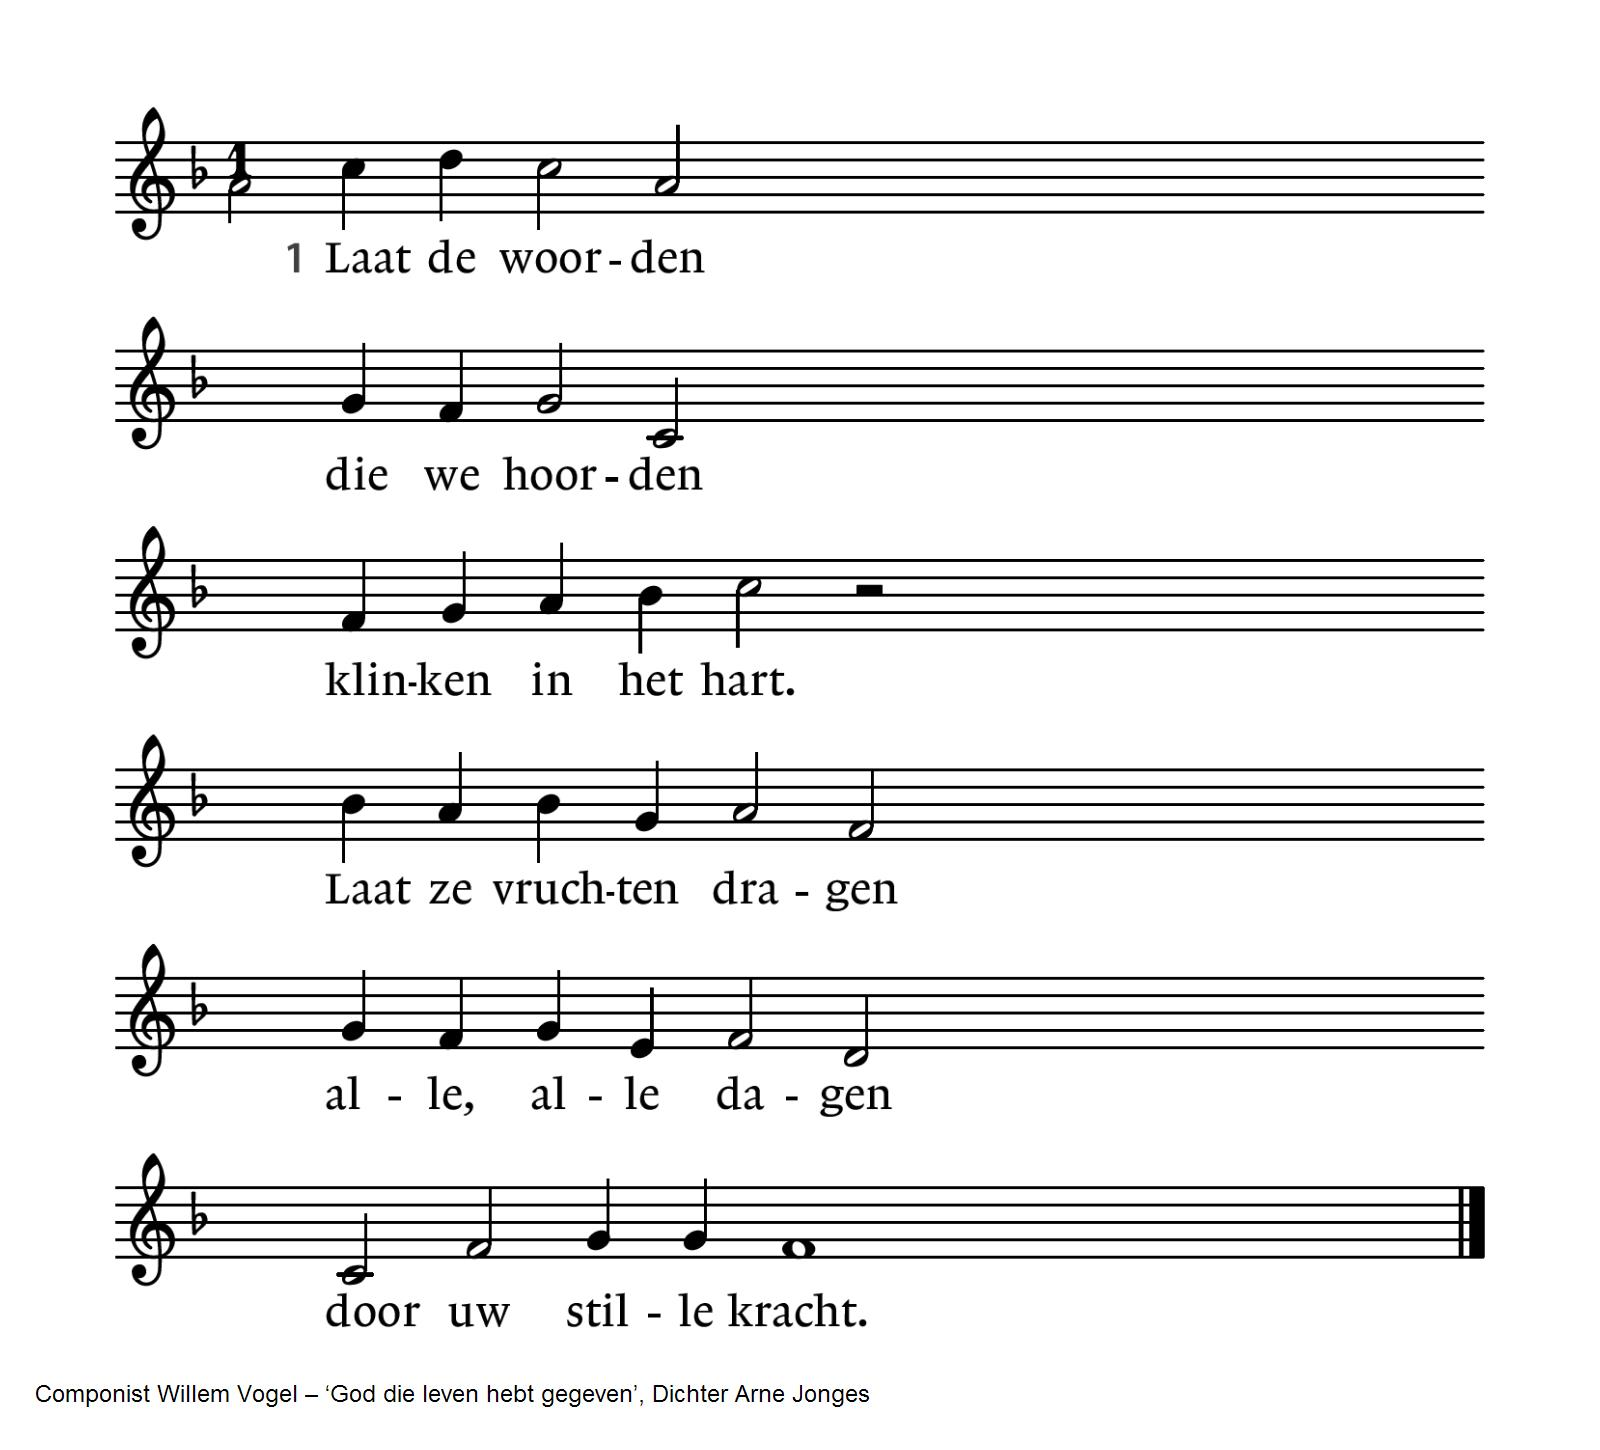 1 Laat de woor - den
die we hoor - den
klin-ken in het hart.
Laat ze vruch-ten dra - gen
al - le, al - le da - gen
door uw stil - le kracht.
Componist Willem Vogel – ‘God die leven hebt gegeven’, Dichter Arne Jonges